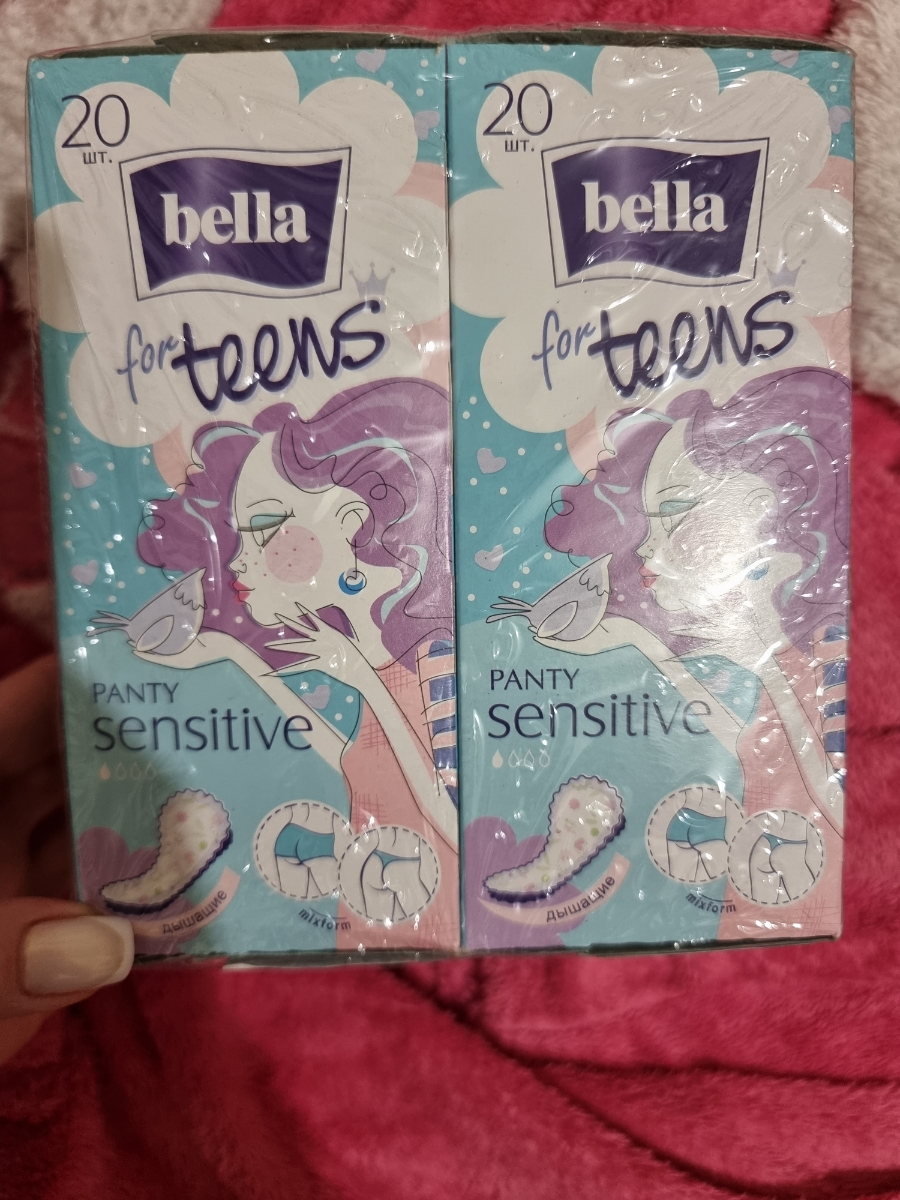 20
шт.
bella
for teens
PANTY
sensitive
дышащие
mixform
20
шт.
bella
for teens
PANTY
sensitive
дышащие
mixform